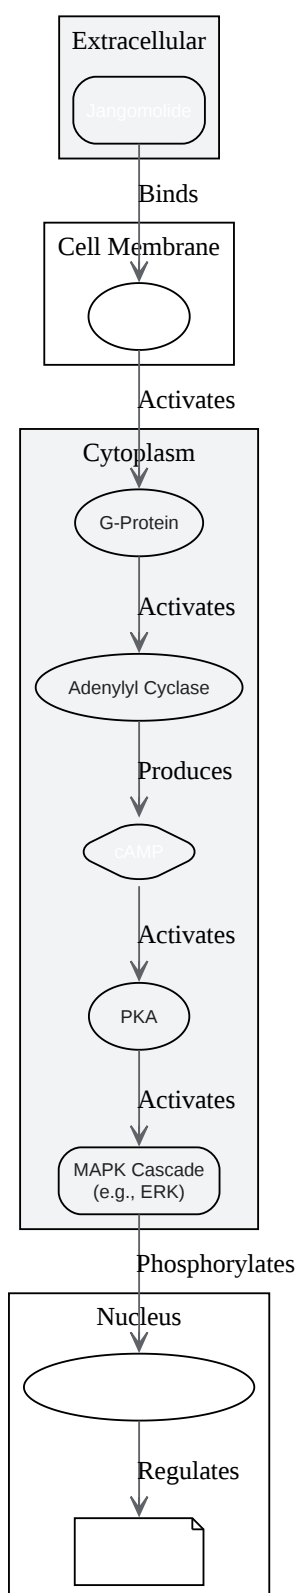 Extracellular
Jangomolide
Binds
Cell Membrane
Activates
Cytoplasm
G-Protein
Activates
Adenylyl Cyclase
Produces
cAMP
Activates
PKA
Activates
MAPK Cascade
(e.g., ERK)
Phosphorylates
Nucleus
Regulates